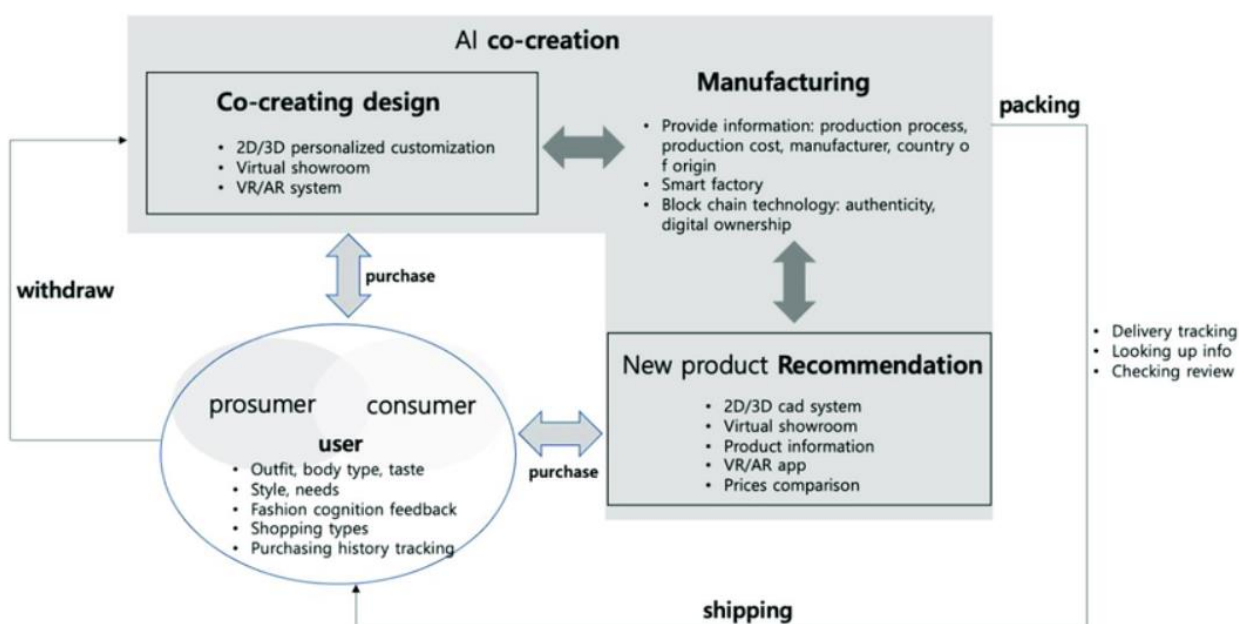 AI co-creation
Co-creating design
• 2D/3D personalized customization
• Virtual showroom
• VR/AR system
Manufacturing
• Provide information: production process,
production cost, manufacturer, country o
f origin
• Smart factory
• Block chain technology: authenticity,
digital ownership
packing
withdraw
purchase
• Delivery tracking
• Looking up info
• Checking review
prosumer
consumer
user
• Outfit, body type, taste
• Style, needs
• Fashion cognition feedback
• Shopping types
• Purchasing history tracking
purchase
New product Recommendation
• 2D/3D cad system
• Virtual showroom
• Product information
• VR/AR app
• Prices comparison
shipping